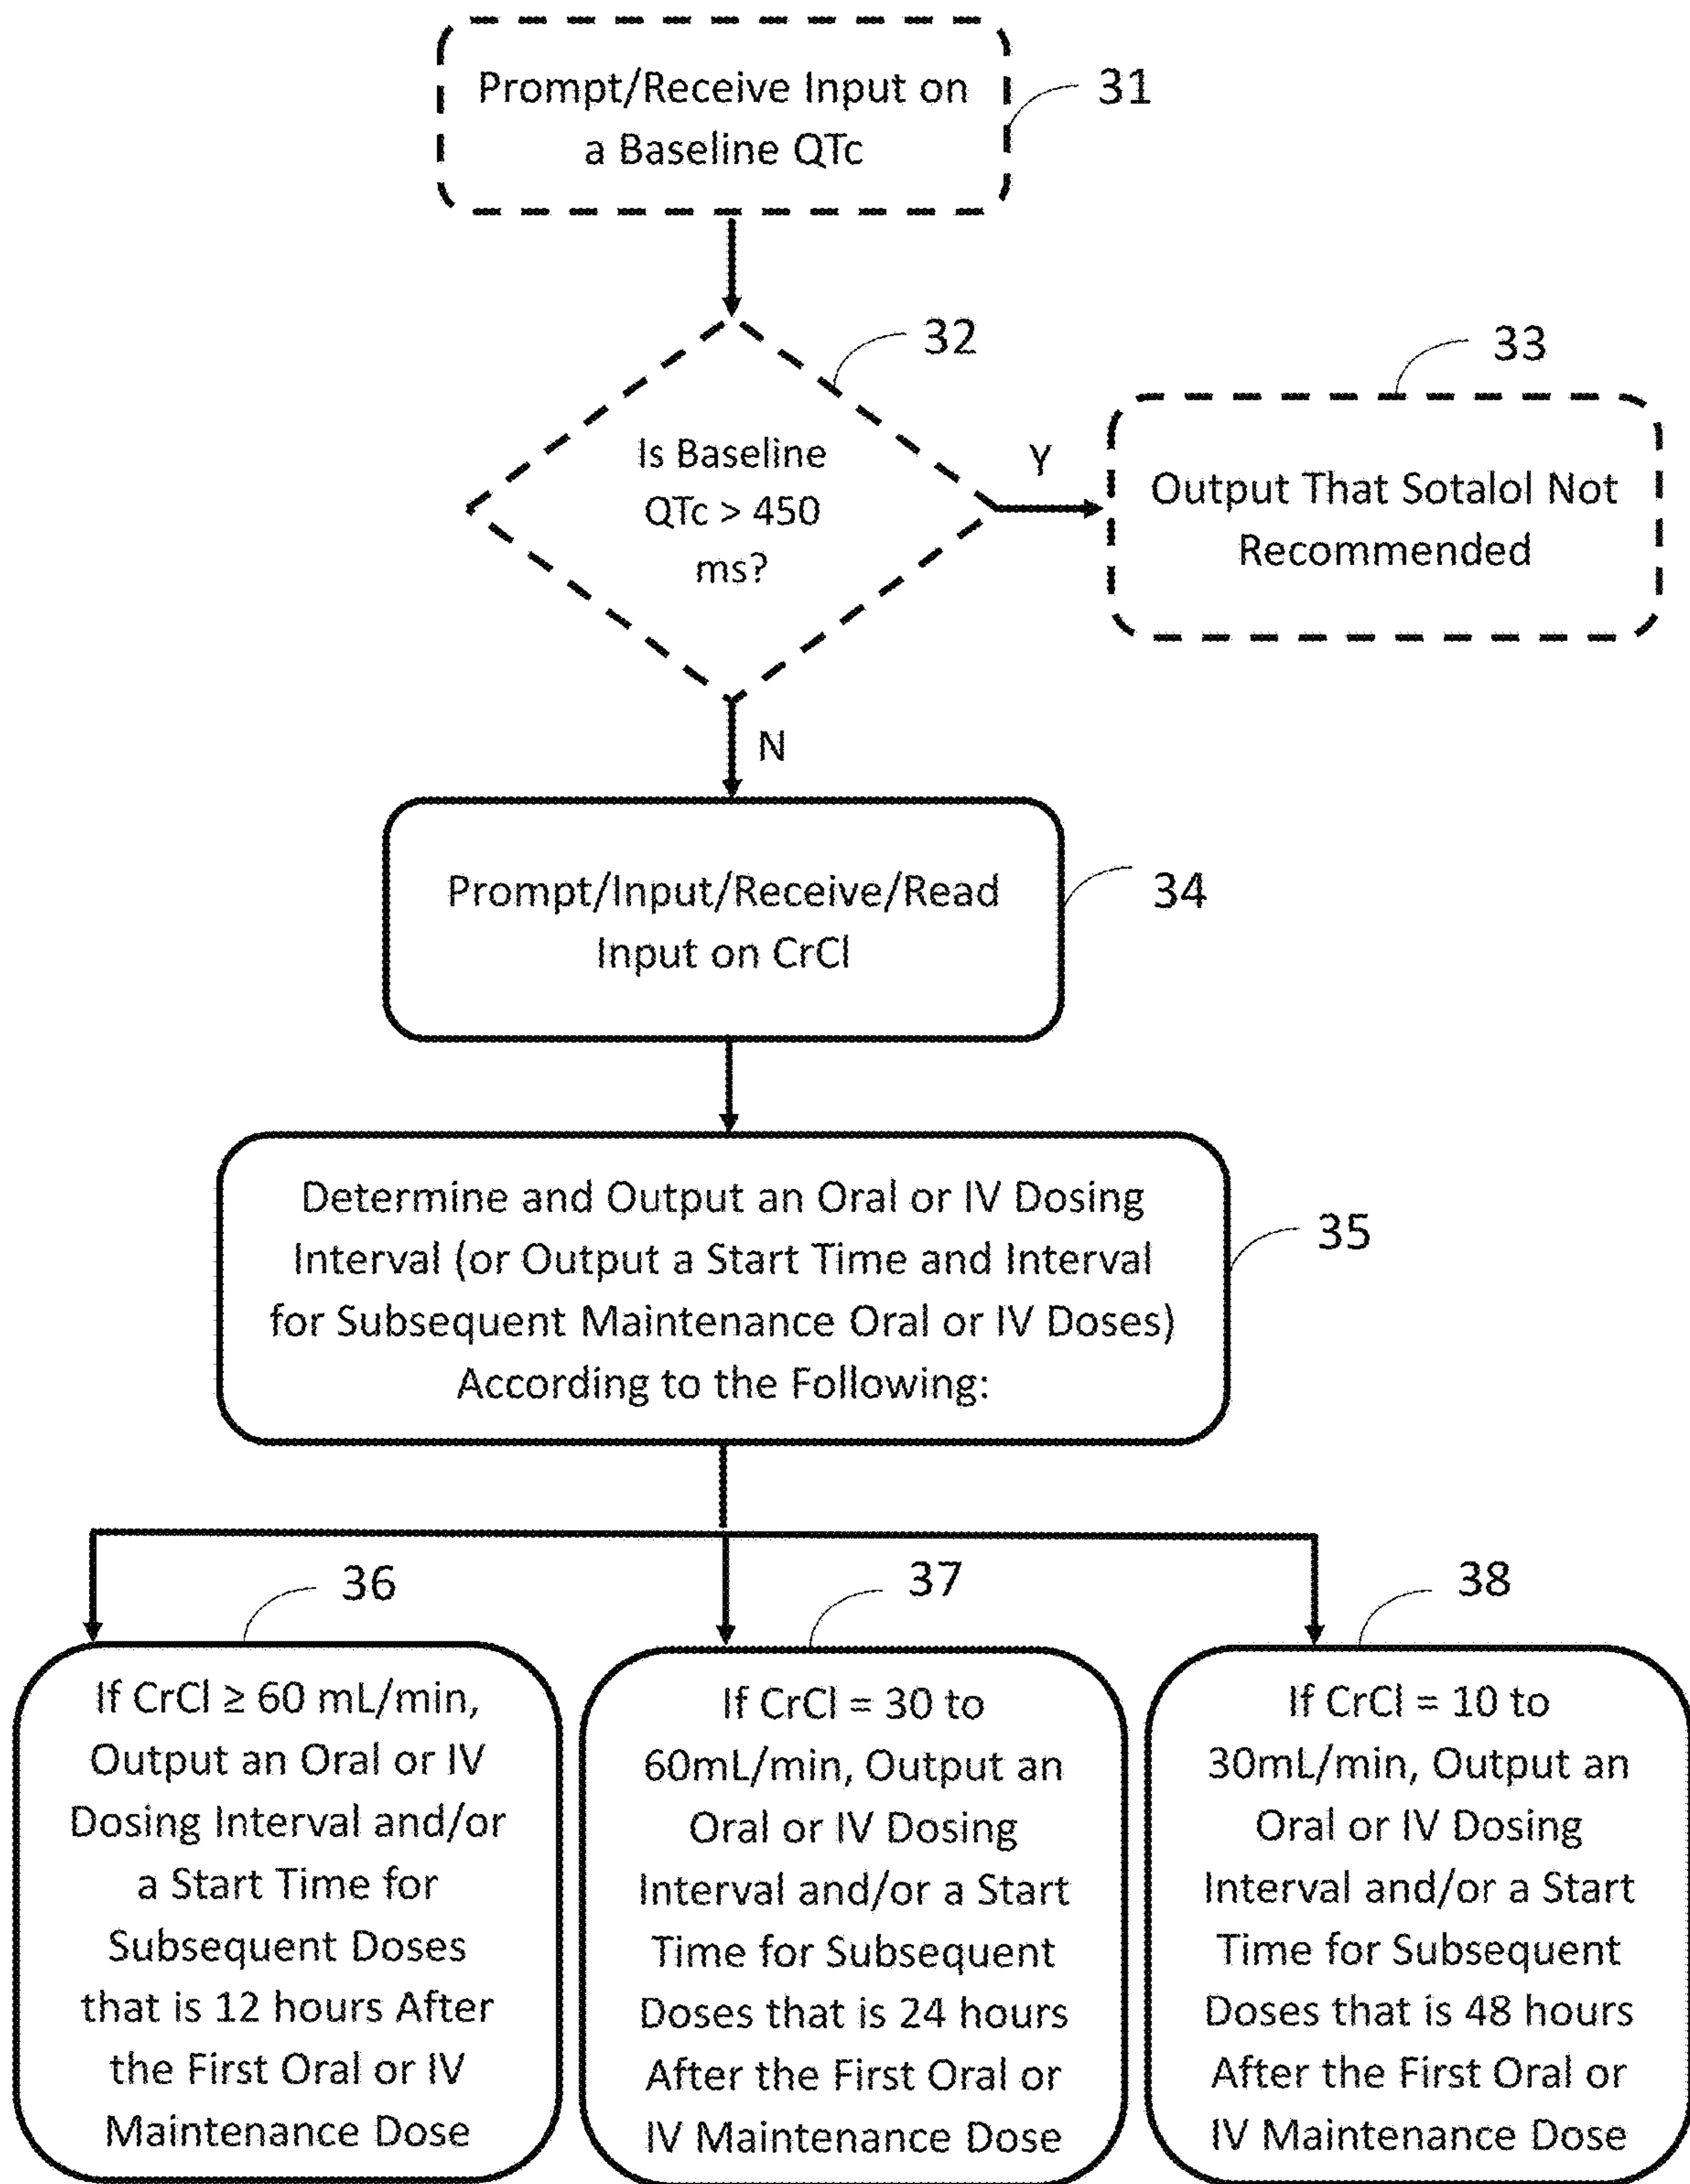 Prompt/Receive Input on
a Baseline QTc
31
32
Is Baseline
QTc > 450
ms?
Y
33
Output That Sotalol Not
Recommended
N
Prompt/Input/Receive/Read
Input on CrCl
34
Determine and Output an Oral or IV Dosing
Interval (or Output a Start Time and Interval
for Subsequent Maintenance Oral or IV Doses)
According to the Following:
35
36
If CrCl ≥ 60 mL/min,
Output an Oral or IV
Dosing Interval and/or
a Start Time for
Subsequent Doses
that is 12 hours After
the First Oral or IV
Maintenance Dose
37
If CrCl = 30 to
60mL/min, Output an
Oral or IV Dosing
Interval and/or a Start
Time for Subsequent
Doses that is 24 hours
After the First Oral or
IV Maintenance Dose
38
If CrCl = 10 to
30mL/min, Output an
Oral or IV Dosing
Interval and/or a Start
Time for Subsequent
Doses that is 48 hours
After the First Oral or
IV Maintenance Dose